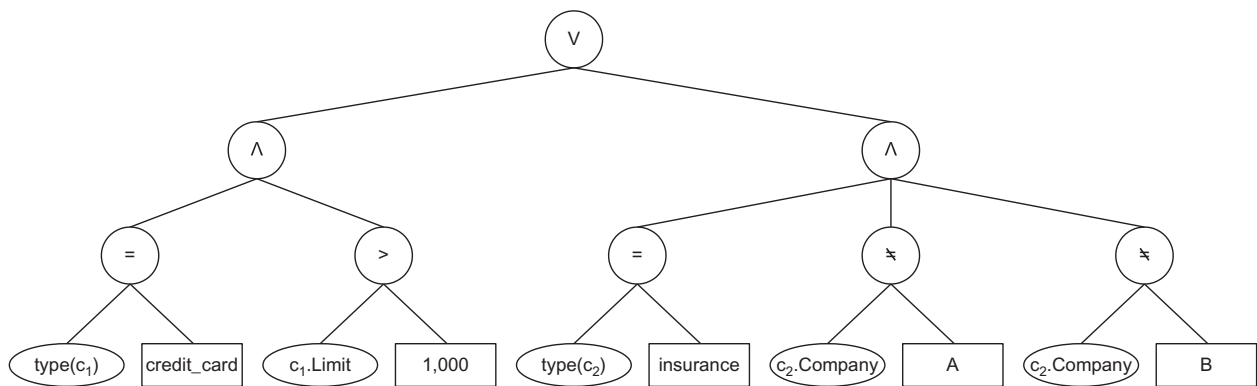 ∨
∧ ∧
= > = ≠ ≠
type(c₁) credit_card c₁.Limit 1,000 type(c₂) insurance c₂.Company A c₂.Company B